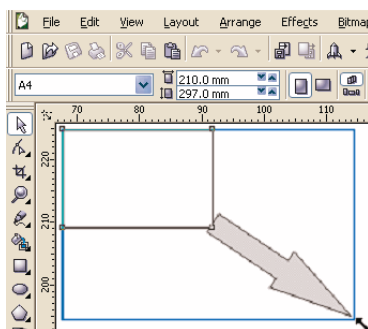 File Edit View Layout Arrange Effects Bitmap
A4 210.0 mm
297.0 mm
70 80 90 100 110
220
210
200